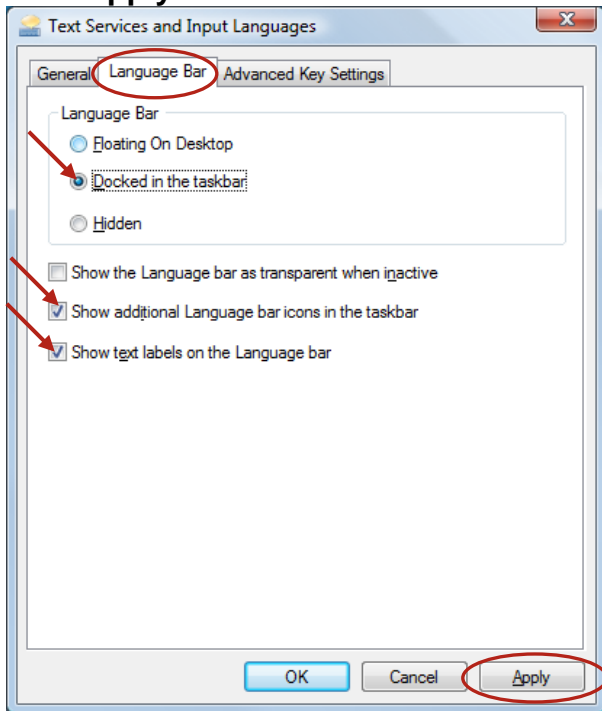 Apply
Text Services and Input Languages
General Language Bar Advanced Key Settings
Language Bar
Floating On Desktop
Docked in the taskbar
Hidden
Show the Language bar as transparent when inactive
Show additional Language bar icons in the taskbar
Show text labels on the Language bar
OK Cancel Apply